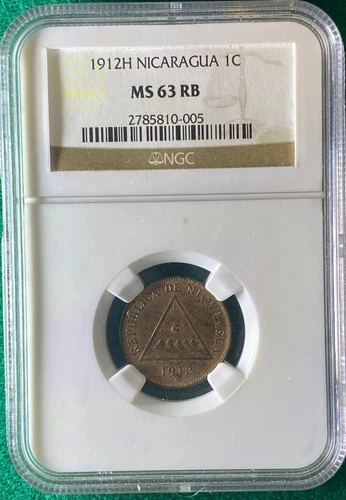 1912H NICARAGUA 1C
MS 63 RB
2785810-005
NGC
REPUBLICA DE NICARAGUA
1912